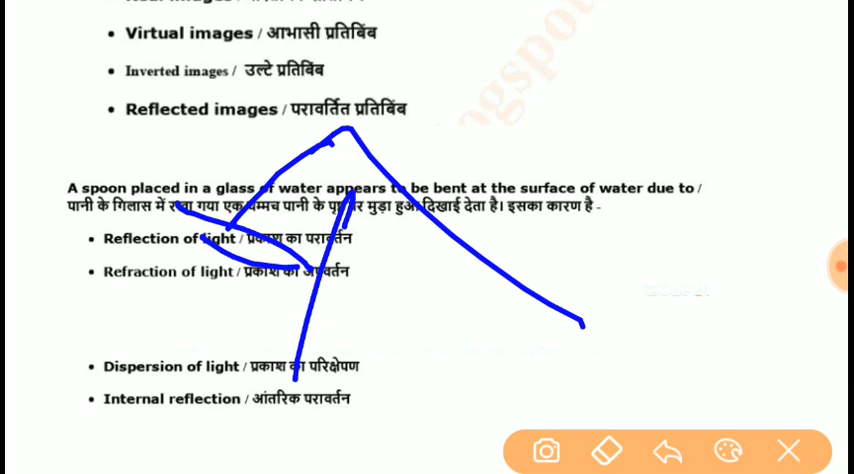 • Virtual images / आभासी प्रतिबिंब
• Inverted images / उल्टे प्रतिबिंब
• Reflected images / परावर्तित प्रतिबिंब
A spoon placed in a glass of water appears to be bent at the surface of water due to /
पानी के गिलास में रखा गया एक चम्मच पानी के पृष्ठ पर मुड़ा हुआ दिखाई देता है। इसका कारण है -
• Reflection of light / प्रकाश का परावर्तन
• Refraction of light / प्रकाश का अपवर्तन
• Dispersion of light / प्रकाश का परिक्षेपण
• Internal reflection / आंतरिक परावर्तन